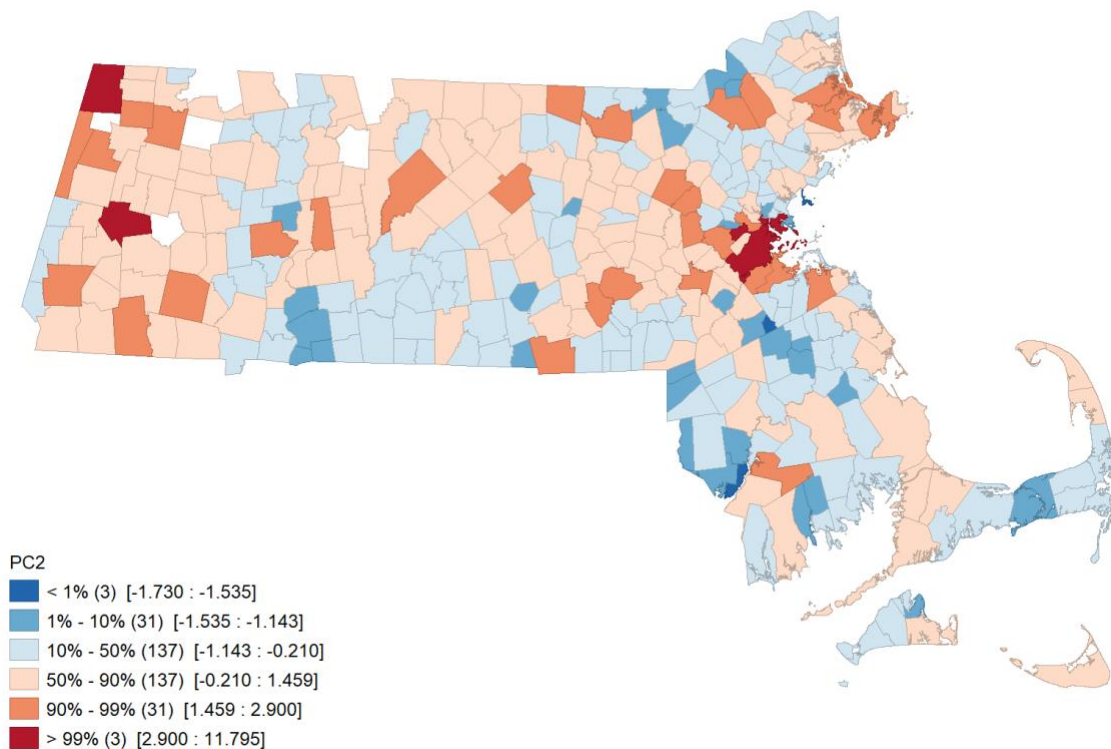 PC2
< 1% (3) [-1.730 : -1.535]
1% - 10% (31) [-1.535 : -1.143]
10% - 50% (137) [-1.143 : -0.210]
50% - 90% (137) [-0.210 : 1.459]
90% - 99% (31) [1.459 : 2.900]
> 99% (3) [2.900 : 11.795]